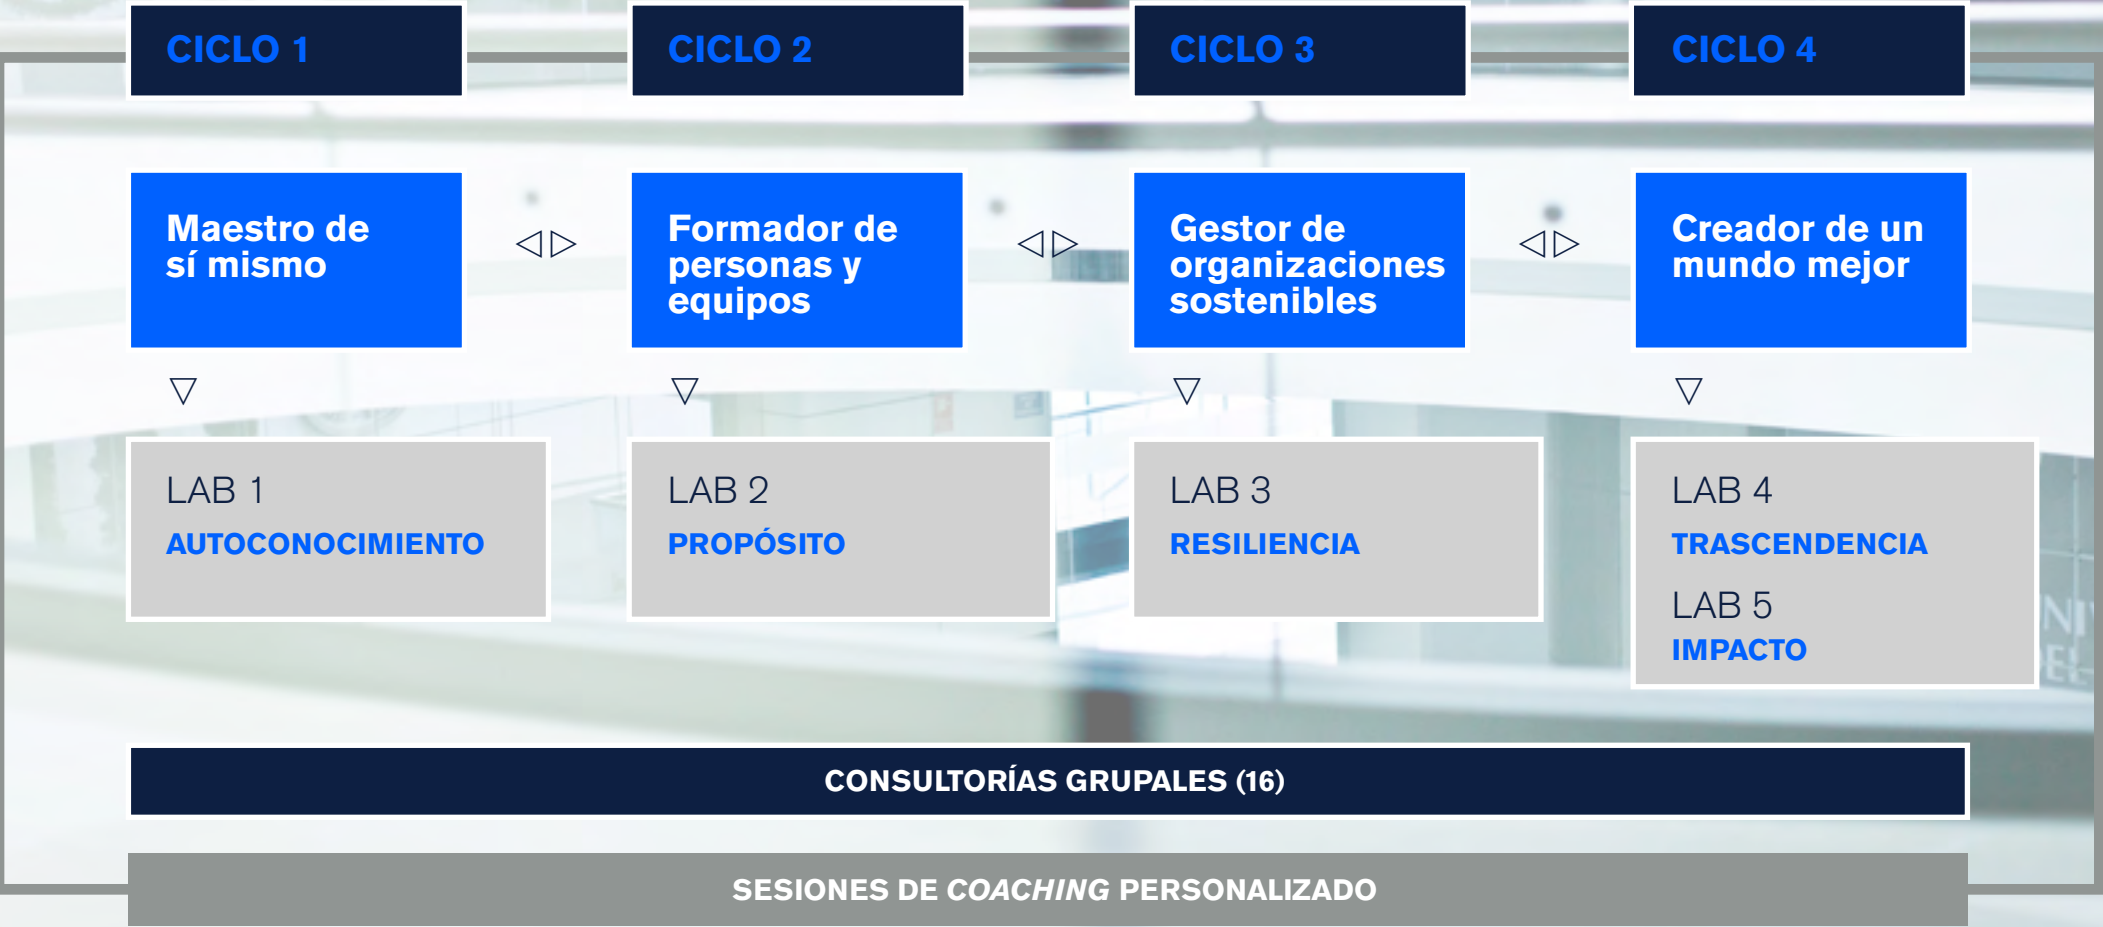 CICLO 1
CICLO 2
CICLO 3
CICLO 4
Maestro de
sí mismo
Formador de
personas y
equipos
Gestor de
organizaciones
sostenibles
Creador de un
mundo mejor
LAB 1
AUTOCONOCIMIENTO
LAB 2
PROPÓSITO
LAB 3
RESILIENCIA
LAB 4
TRASCENDENCIA
LAB 5
IMPACTO
CONSULTORÍAS GRUPALES (16)
SESIONES DE COACHING PERSONALIZADO